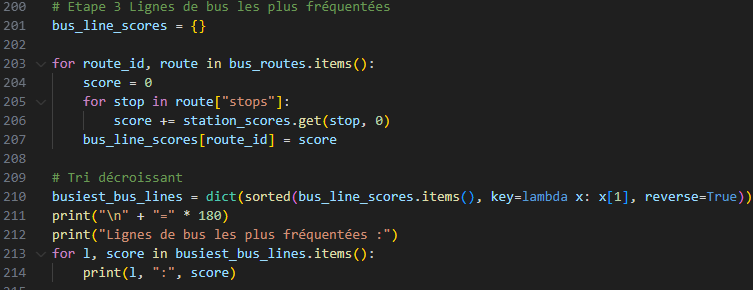 200 # Etape 3 Lignes de bus les plus fréquentées
201 bus_line_scores = {}
202
203 for route_id, route in bus_routes.items():
204     score = 0
205     for stop in route["stops"]:
206         score += station_scores.get(stop, 0)
207     bus_line_scores[route_id] = score
208
209 # Tri décroissant
210 busiest_bus_lines = dict(sorted(bus_line_scores.items(), key=lambda x: x[1], reverse=True))
211 print("\n" + "=" * 180)
212 print("Lignes de bus les plus fréquentées :")
213 for l, score in busiest_bus_lines.items():
214     print(l, ":", score)